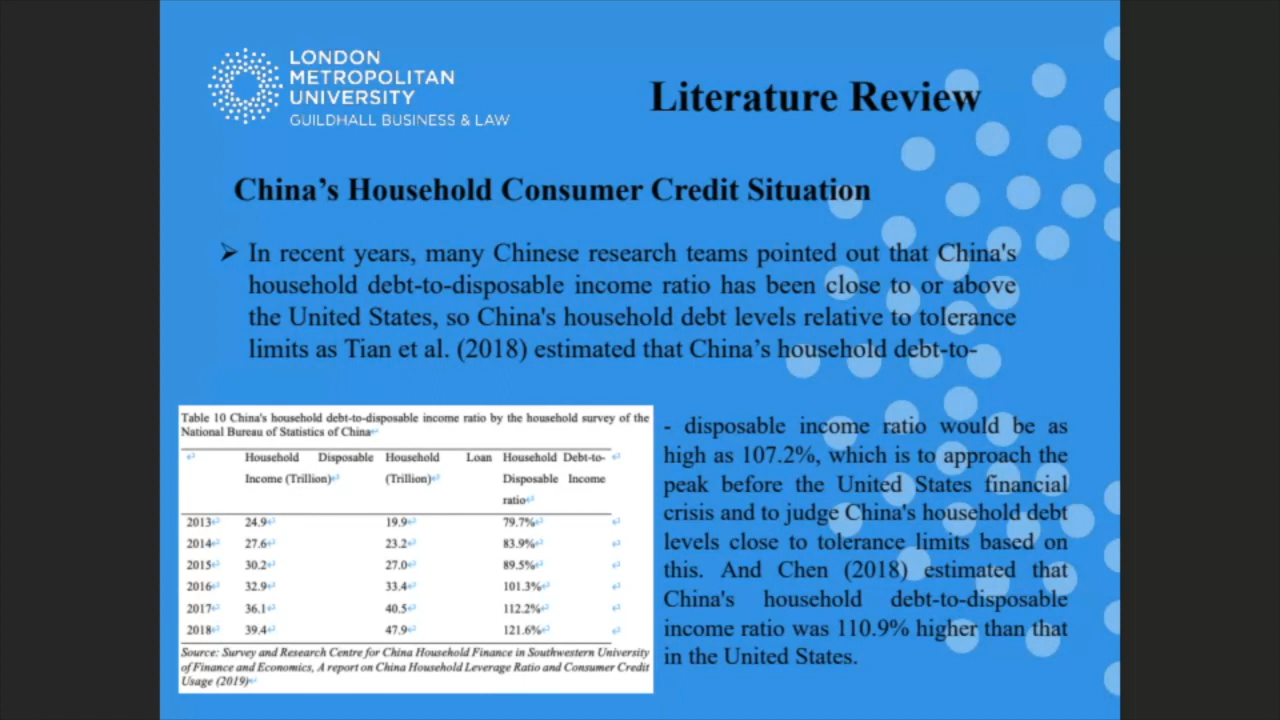 LONDON
METROPOLITAN
UNIVERSITY
GUILDHALL BUSINESS & LAW
Literature Review
China's Household Consumer Credit Situation
➢ In recent years, many Chinese research teams pointed out that China's
household debt-to-disposable income ratio has been close to or above
the United States, so China's household debt levels relative to tolerance
limits as Tian et al. (2018) estimated that China's household debt-to-
Table 10 China's household debt-to-disposable income ratio by the household survey of the
National Bureau of Statistics of China↵
↵ Household Disposable Household Loan Household Debt-to- ↵
Income (Trillion)↵ (Trillion)↵ Disposable Income
ratio↵
2013↵ 24.9↵ 19.9↵ 79.7%↵ ↵
2014↵ 27.6↵ 23.2↵ 83.9%↵ ↵
2015↵ 30.2↵ 27.0↵ 89.5%↵ ↵
2016↵ 32.9↵ 33.4↵ 101.3%↵ ↵
2017↵ 36.1↵ 40.5↵ 112.2%↵ ↵
2018↵ 39.4↵ 47.9↵ 121.6%↵ ↵
Source: Survey and Research Centre for China Household Finance in Southwestern University
of Finance and Economics, A report on China Household Leverage Ratio and Consumer Credit
Usage (2019)↵
- disposable income ratio would be as
high as 107.2%, which is to approach the
peak before the United States financial
crisis and to judge China's household debt
levels close to tolerance limits based on
this. And Chen (2018) estimated that
China's household debt-to-disposable
income ratio was 110.9% higher than that
in the United States.